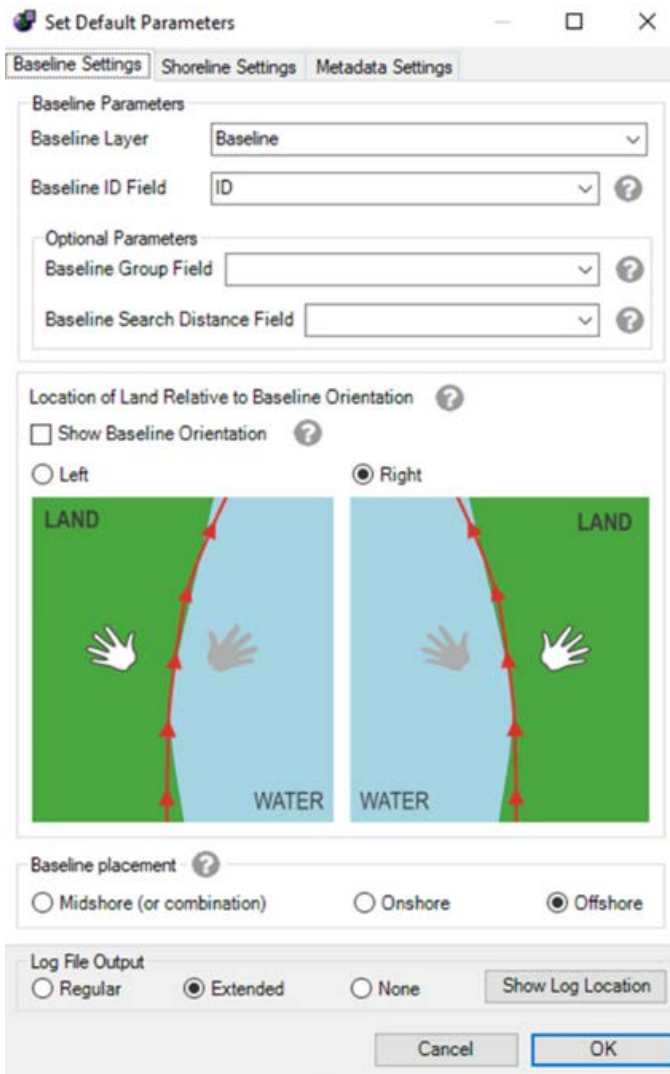 Set Default Parameters
Baseline Settings Shoreline Settings Metadata Settings
Baseline Parameters
Baseline Layer Baseline
Baseline ID Field ID ?
Optional Parameters
Baseline Group Field ?
Baseline Search Distance Field ?
Location of Land Relative to Baseline Orientation ?
Show Baseline Orientation ?
Left Right
LAND LAND
WATER WATER
Baseline placement ?
Midshore (or combination) Onshore Offshore
Log File Output
Regular Extended None Show Log Location
Cancel OK